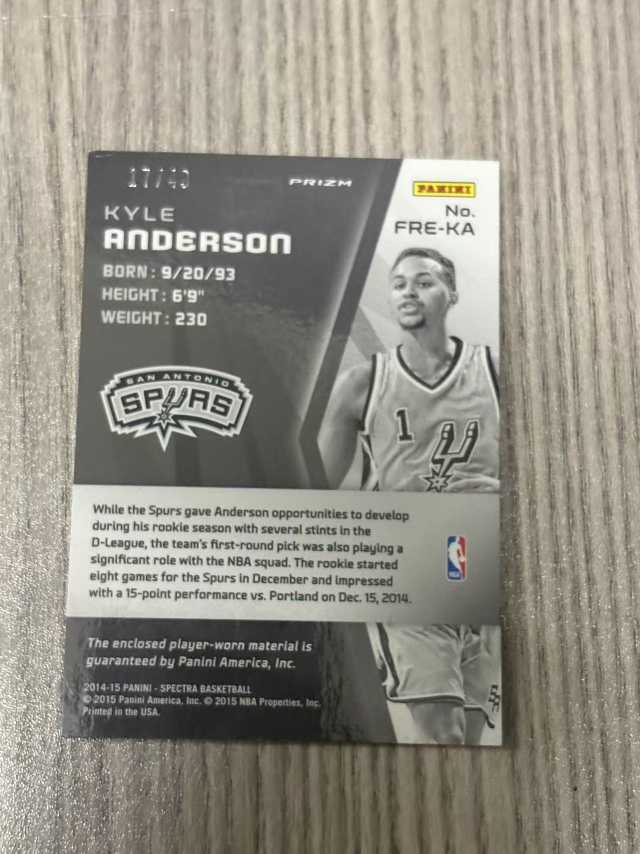 17/49
PRIZM
PANINI
No.
FRE-KA
KYLE
ANDERSON
BORN: 9/20/93
HEIGHT: 6'9"
WEIGHT: 230
SAN ANTONIO
SPURS
1
While the Spurs gave Anderson opportunities to develop
during his rookie season with several stints in the
D-League, the team's first-round pick was also playing a
significant role with the NBA squad. The rookie started
eight games for the Spurs in December and impressed
with a 15-point performance vs. Portland on Dec. 15, 2014.
NBA
The enclosed player-worn material is
guaranteed by Panini America, Inc.
2014-15 PANINI - SPECTRA BASKETBALL
© 2015 Panini America, Inc. © 2015 NBA Properties, Inc.
Printed in the USA.